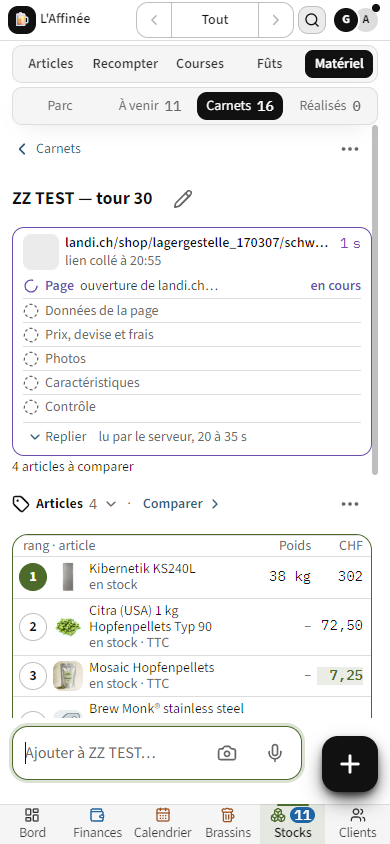 L'Affinée
Tout
G
A
Articles Recompter Courses Fûts Matériel
Parc À venir 11 Carnets 16 Réalisés 0
Carnets
ZZ TEST — tour 30
landi.ch/shop/lagergestelle_170307/schw… 1 s
lien collé à 20:55
Page ouverture de landi.ch… en cours
Données de la page
Prix, devise et frais
Photos
Caractéristiques
Contrôle
Replier lu par le serveur, 20 à 35 s
4 articles à comparer
Articles 4 · Comparer
rang · article Poids CHF
1 Kibernetik KS240L 38 kg 302
en stock
Citra (USA) 1 kg
2 Hopfenpellets Typ 90 – 72,50
en stock · TTC
3 Mosaic Hopfenpellets – 7,25
en stock · TTC
Brew Monk® stainless steel
Ajouter à ZZ TEST…
11
Bord Finances Calendrier Brassins Stocks Clients